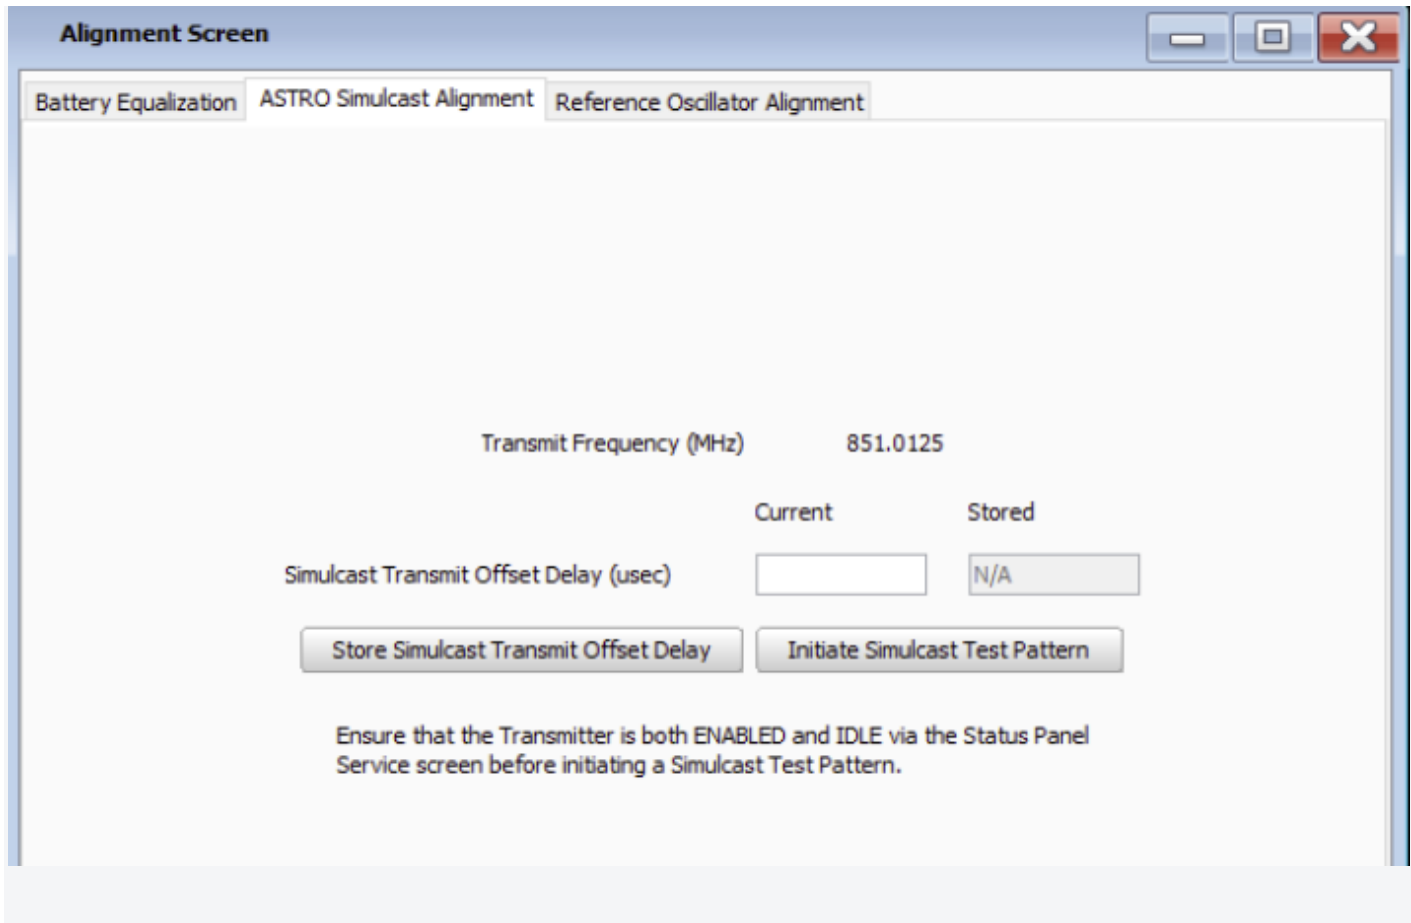 Alignment Screen
Battery Equalization ASTRO Simulcast Alignment Reference Oscillator Alignment
Transmit Frequency (MHz) 851.0125
Current Stored
Simulcast Transmit Offset Delay (usec) N/A
Store Simulcast Transmit Offset Delay Initiate Simulcast Test Pattern
Ensure that the Transmitter is both ENABLED and IDLE via the Status Panel
Service screen before initiating a Simulcast Test Pattern.